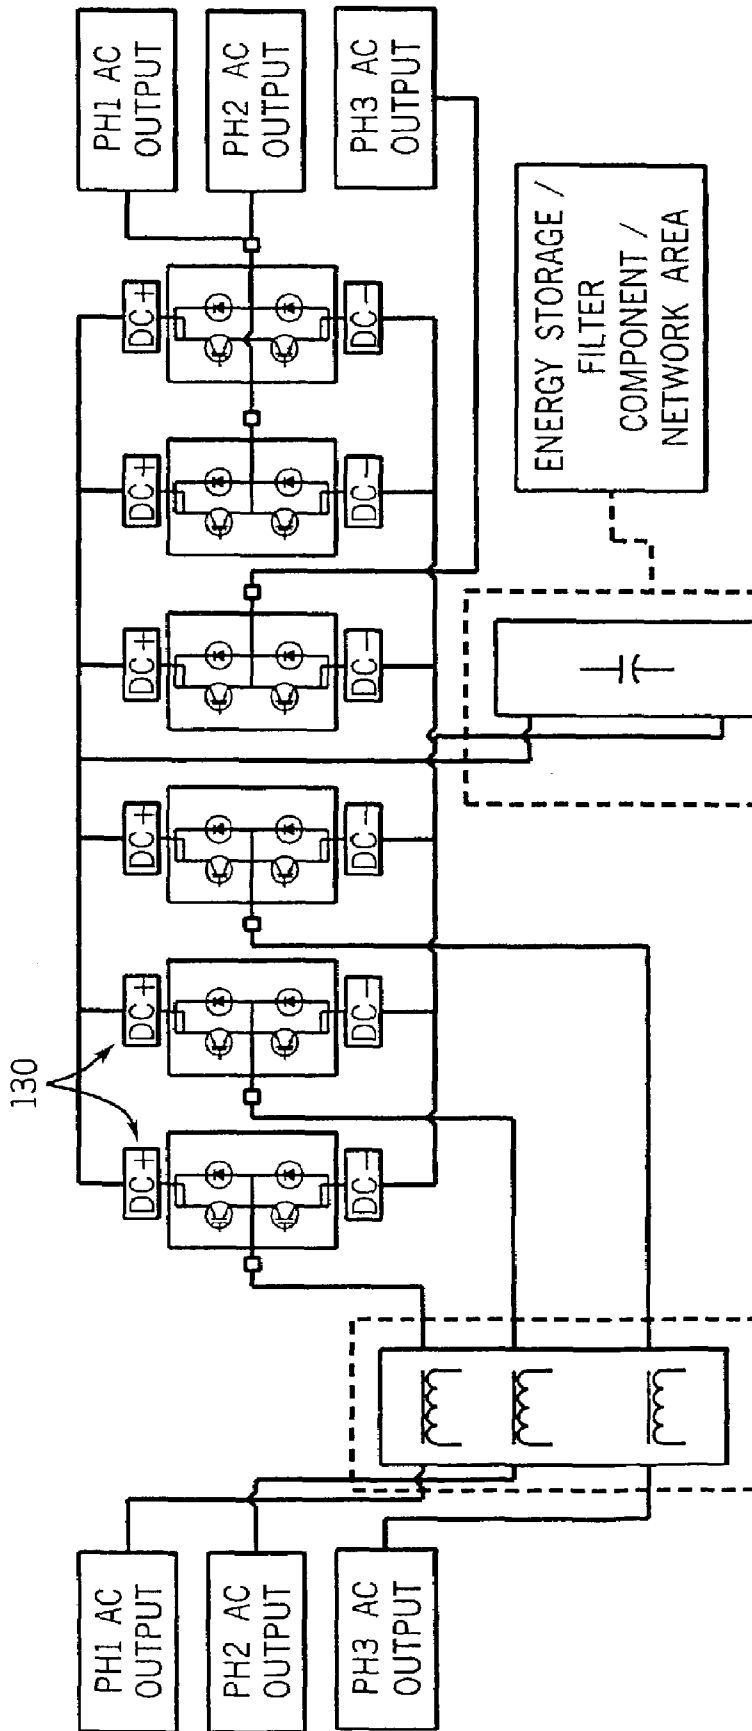 130
DC+
DC+
DC+
DC+
DC+
DC+
DC-
DC-
DC-
DC-
DC-
DC-
PH1 AC
OUTPUT
PH2 AC
OUTPUT
PH3 AC
OUTPUT
PH1 AC
OUTPUT
PH2 AC
OUTPUT
PH3 AC
OUTPUT
ENERGY STORAGE /
FILTER
COMPONENT /
NETWORK AREA